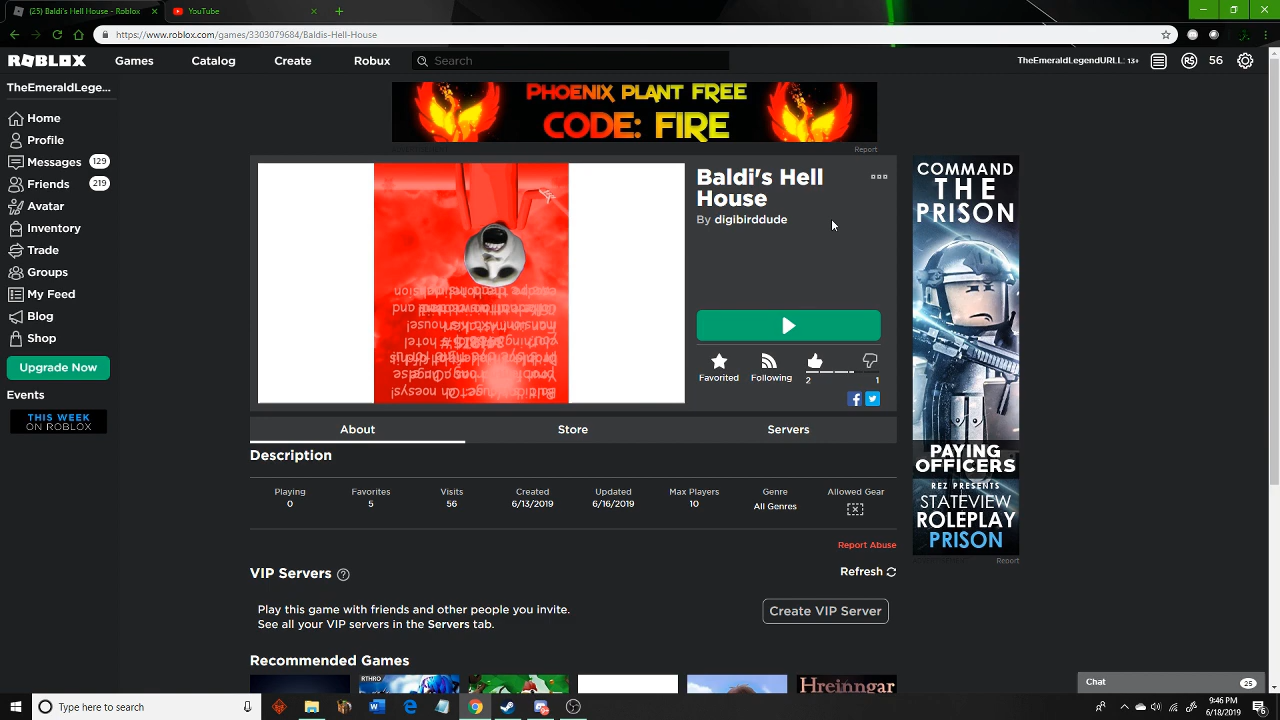 (25) Baldi's Hell House - Roblox
YouTube
https://www.roblox.com/games/3303079684/Baldis-Hell-House
ROBLOX
Games
Catalog
Create
Robux
Search
TheEmeraldLegendURLL: 13+
56
TheEmeraldLege...
Home
Profile
Messages 129
Friends 219
Avatar
Inventory
Trade
Groups
My Feed
Blog
Shop
Upgrade Now
Events
THIS WEEK
ON ROBLOX
PHOENIX PLANT FREE
CODE: FIRE
Report
Baldi's Hell
House
By digibirddude
Favorited
Following
2
1
About
Store
Servers
Description
Playing
Favorites
Visits
Created
Updated
Max Players
Genre
Allowed Gear
0
5
56
6/13/2019
6/16/2019
10
All Genres
Report Abuse
VIP Servers
Refresh
Play this game with friends and other people you invite.
See all your VIP servers in the Servers tab.
Create VIP Server
Recommended Games
RTHRO
Hreinngar
COMMAND
THE
PRISON
PAYING
OFFICERS
REZ PRESENTS
STATEVIEW
ROLEPLAY
PRISON
Report
Chat
25
Type here to search
9:46 PM
6/18/2019
6